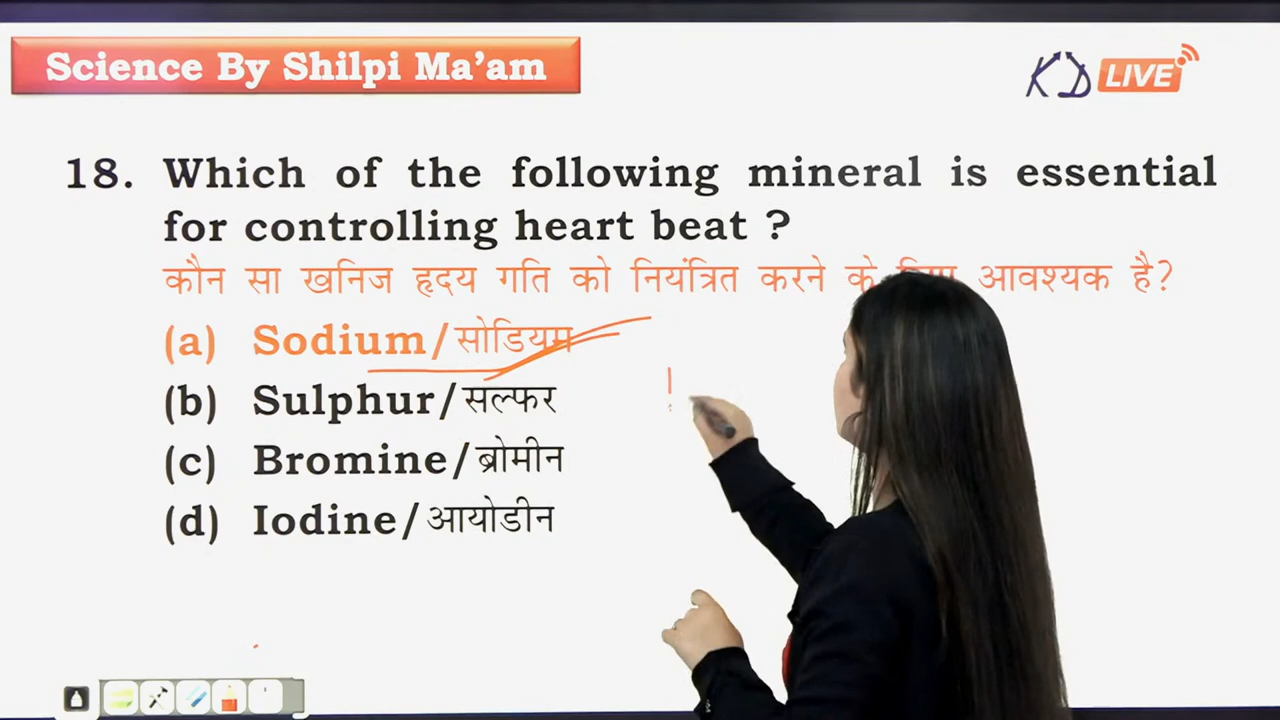 Science By Shilpi Ma'am
KD LIVE
18. Which of the following mineral is essential
for controlling heart beat ?
कौन सा खनिज हृदय गति को नियंत्रित करने के लिए आवश्यक है?
(a) Sodium/सोडियम
(b) Sulphur/सल्फर
(c) Bromine/ब्रोमीन
(d) Iodine/आयोडीन